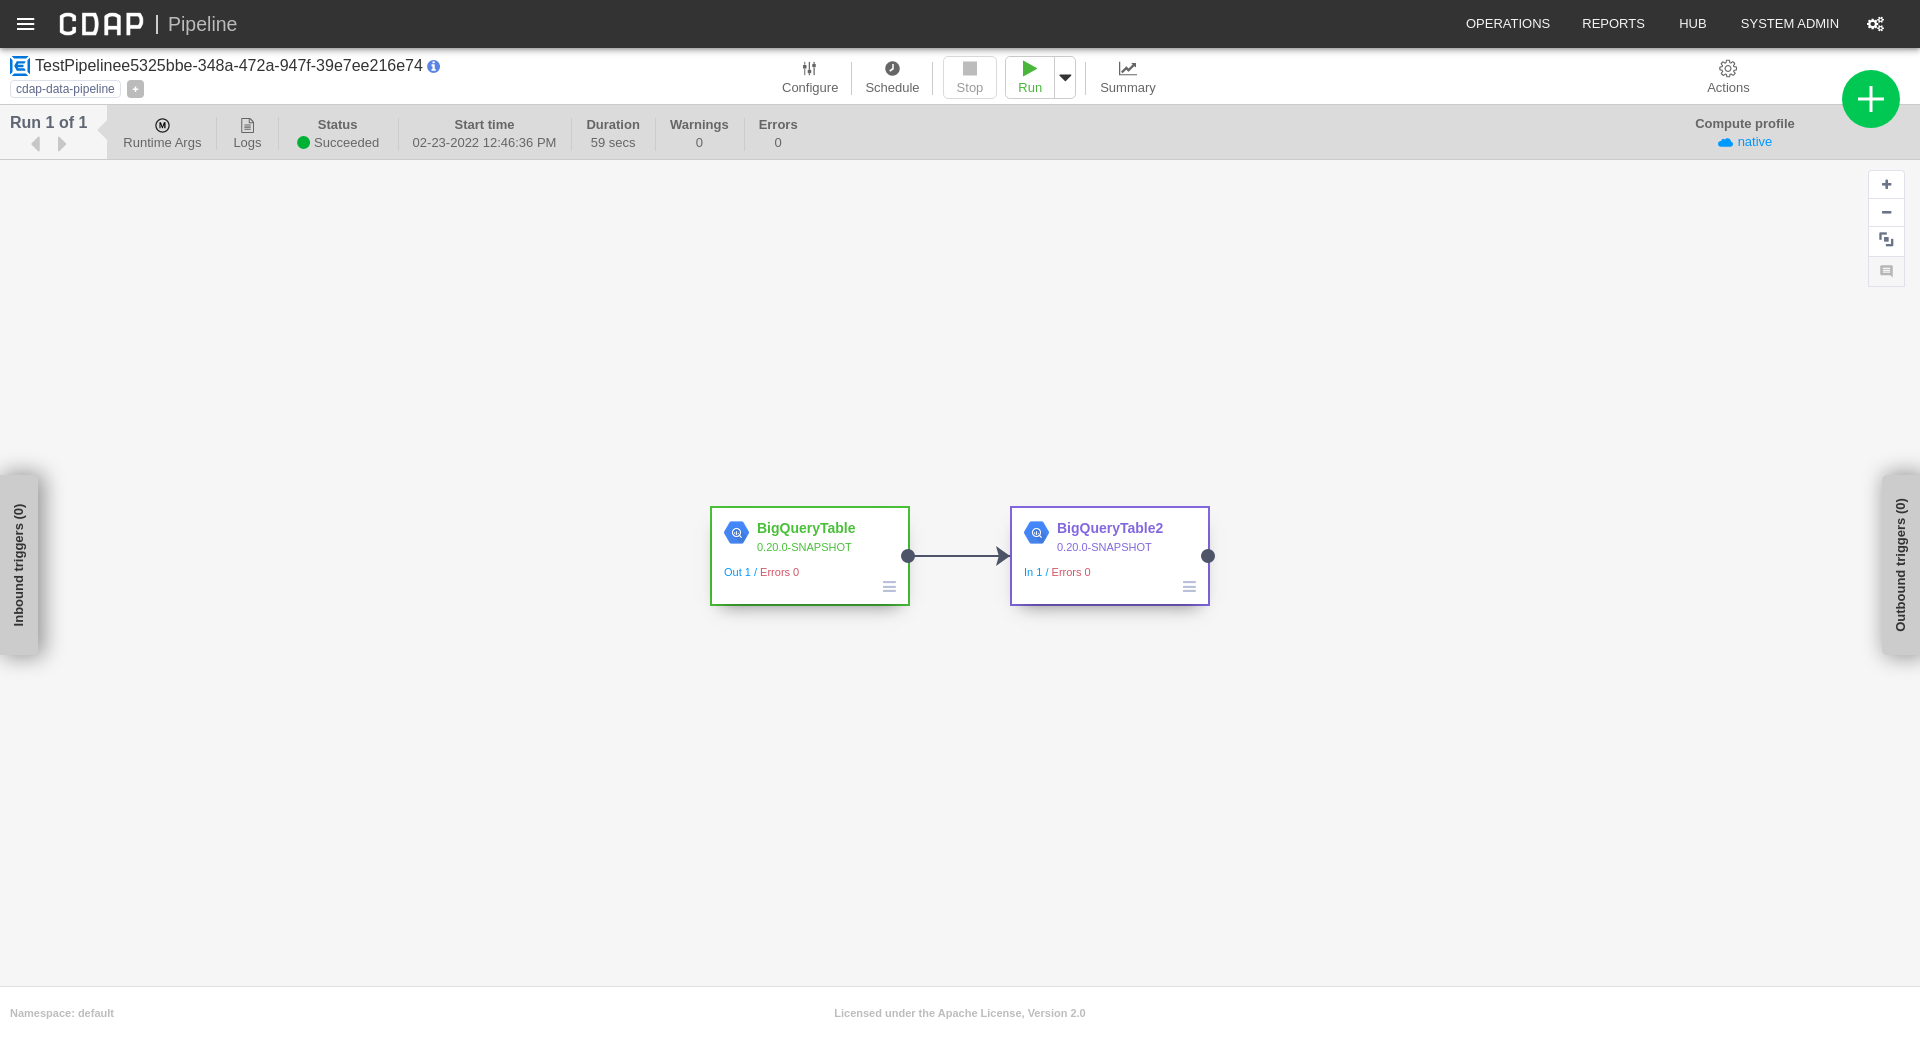 CDAP | Pipeline
OPERATIONS REPORTS HUB SYSTEM ADMIN
TestPipelinee5325bbe-348a-472a-947f-39e7ee216e74
cdap-data-pipeline
Configure
Schedule
Stop
Run
Summary
Actions
Run 1 of 1
Runtime Args
Logs
Status
Succeeded
Start time
02-23-2022 12:46:36 PM
Duration
59 secs
Warnings
0
Errors
0
Compute profile
native
Inbound triggers (0)
BigQueryTable
0.20.0-SNAPSHOT
Out 1 / Errors 0
BigQueryTable2
0.20.0-SNAPSHOT
In 1 / Errors 0
Outbound triggers (0)
Namespace: default
Licensed under the Apache License, Version 2.0